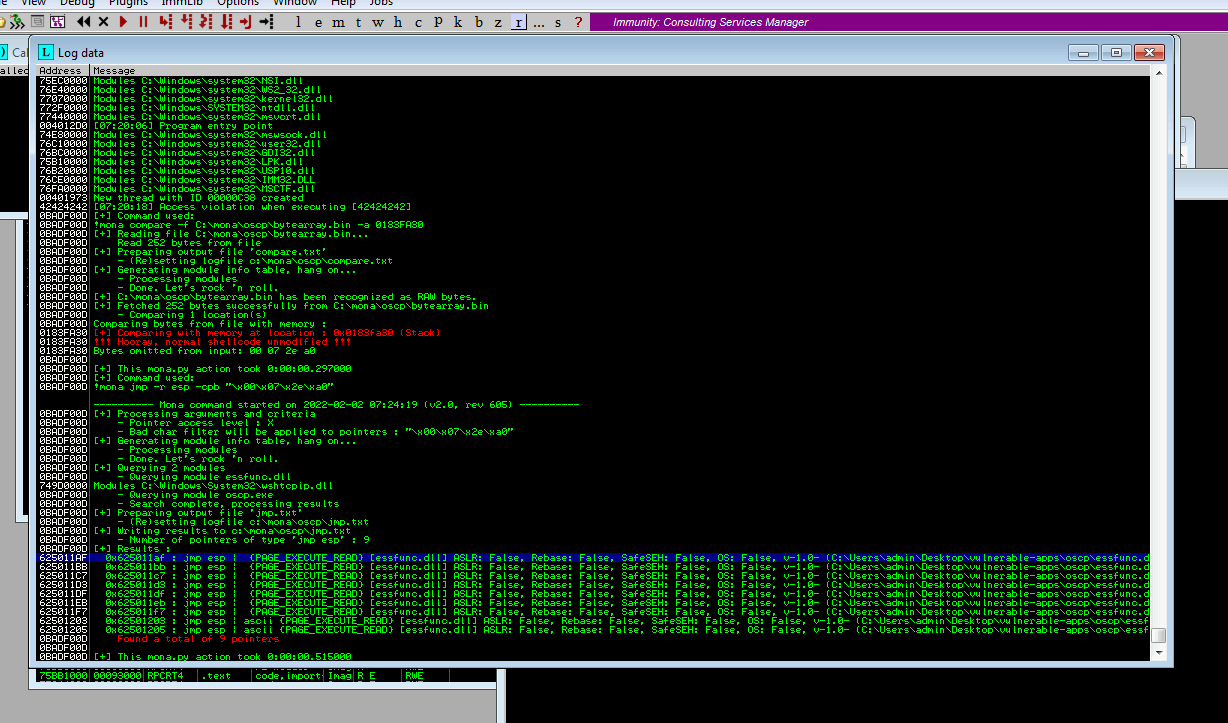 View Debug Plugins ImmLib Options Window Help Jobs
l e m t w h c P k b z r ... s ?
Immunity: Consulting Services Manager
Log data
Address Message
75EC0000 Modules C:\Windows\system32\NSI.dll
76E40000 Modules C:\Windows\system32\WS2_32.dll
77070000 Modules C:\Windows\system32\kernel32.dll
772F0000 Modules C:\Windows\SYSTEM32\ntdll.dll
77440000 Modules C:\Windows\system32\msvcrt.dll
004012D0 [07:20:06] Program entry point
74E80000 Modules C:\Windows\system32\mswsock.dll
76C10000 Modules C:\Windows\system32\user32.dll
76BC0000 Modules C:\Windows\system32\GDI32.dll
75B10000 Modules C:\Windows\system32\LPK.dll
76B20000 Modules C:\Windows\system32\USP10.dll
76CE0000 Modules C:\Windows\system32\IMM32.DLL
76FA0000 Modules C:\Windows\system32\MSCTF.dll
00401973 New thread with ID 00000C38 created
42424242 [07:20:18] Access violation when executing [42424242]
0BADF00D [+] Command used:
0BADF00D !mona compare -f C:\mona\oscp\bytearray.bin -a 0183FA30
0BADF00D [+] Reading file C:\mona\oscp\bytearray.bin...
0BADF00D Read 252 bytes from file
0BADF00D [+] Preparing output file 'compare.txt'
0BADF00D - (Re)setting logfile c:\mona\oscp\compare.txt
0BADF00D [+] Generating module info table, hang on...
0BADF00D - Processing modules
0BADF00D - Done. Let's rock 'n roll.
0BADF00D [+] C:\mona\oscp\bytearray.bin has been recognized as RAW bytes.
0BADF00D [+] Fetched 252 bytes successfully from C:\mona\oscp\bytearray.bin
0BADF00D - Comparing 1 location(s)
0BADF00D Comparing bytes from file with memory :
0183FA30 [+] Comparing with memory at location : 0x0183fa30 (Stack)
0183FA30 !!! Hooray, normal shellcode unmodified !!!
0183FA30 Bytes omitted from input: 00 07 2e a0
0BADF00D
0BADF00D [+] This mona.py action took 0:00:00.297000
0BADF00D [+] Command used:
0BADF00D !mona jmp -r esp -cpb "\x00\x07\x2e\xa0"
---------- Mona command started on 2022-02-02 07:24:19 (v2.0, rev 605) ----------
0BADF00D [+] Processing arguments and criteria
0BADF00D - Pointer access level : X
0BADF00D - Bad char filter will be applied to pointers : "\x00\x07\x2e\xa0"
0BADF00D [+] Generating module info table, hang on...
0BADF00D - Processing modules
0BADF00D - Done. Let's rock 'n roll.
0BADF00D [+] Querying 2 modules
0BADF00D - Querying module essfunc.dll
749D0000 Modules C:\Windows\System32\wshtcpip.dll
0BADF00D - Querying module oscp.exe
0BADF00D - Search complete, processing results
0BADF00D [+] Preparing output file 'jmp.txt'
0BADF00D - (Re)setting logfile c:\mona\oscp\jmp.txt
0BADF00D [+] Writing results to c:\mona\oscp\jmp.txt
0BADF00D - Number of pointers of type 'jmp esp' : 9
0BADF00D [+] Results :
625011AF 0x625011af : jmp esp | {PAGE_EXECUTE_READ} [essfunc.dll] ASLR: False, Rebase: False, SafeSEH: False, OS: False, v-1.0- (C:\Users\admin\Desktop\vulnerable-apps\oscp\essfunc.d
625011BB 0x625011bb : jmp esp | {PAGE_EXECUTE_READ} [essfunc.dll] ASLR: False, Rebase: False, SafeSEH: False, OS: False, v-1.0- (C:\Users\admin\Desktop\vulnerable-apps\oscp\essfunc.d
625011C7 0x625011c7 : jmp esp | {PAGE_EXECUTE_READ} [essfunc.dll] ASLR: False, Rebase: False, SafeSEH: False, OS: False, v-1.0- (C:\Users\admin\Desktop\vulnerable-apps\oscp\essfunc.d
625011D3 0x625011d3 : jmp esp | {PAGE_EXECUTE_READ} [essfunc.dll] ASLR: False, Rebase: False, SafeSEH: False, OS: False, v-1.0- (C:\Users\admin\Desktop\vulnerable-apps\oscp\essfunc.d
625011DF 0x625011df : jmp esp | {PAGE_EXECUTE_READ} [essfunc.dll] ASLR: False, Rebase: False, SafeSEH: False, OS: False, v-1.0- (C:\Users\admin\Desktop\vulnerable-apps\oscp\essfunc.d
625011EB 0x625011eb : jmp esp | {PAGE_EXECUTE_READ} [essfunc.dll] ASLR: False, Rebase: False, SafeSEH: False, OS: False, v-1.0- (C:\Users\admin\Desktop\vulnerable-apps\oscp\essfunc.d
625011F7 0x625011f7 : jmp esp | {PAGE_EXECUTE_READ} [essfunc.dll] ASLR: False, Rebase: False, SafeSEH: False, OS: False, v-1.0- (C:\Users\admin\Desktop\vulnerable-apps\oscp\essfunc.d
62501203 0x62501203 : jmp esp | ascii {PAGE_EXECUTE_READ} [essfunc.dll] ASLR: False, Rebase: False, SafeSEH: False, OS: False, v-1.0- (C:\Users\admin\Desktop\vulnerable-apps\oscp\essf
62501205 0x62501205 : jmp esp | ascii {PAGE_EXECUTE_READ} [essfunc.dll] ASLR: False, Rebase: False, SafeSEH: False, OS: False, v-1.0- (C:\Users\admin\Desktop\vulnerable-apps\oscp\essf
0BADF00D Found a total of 9 pointers
0BADF00D
0BADF00D [+] This mona.py action took 0:00:00.515000
75BB1000 00093000 RPCRT4 .text code,import Imag R E RWE